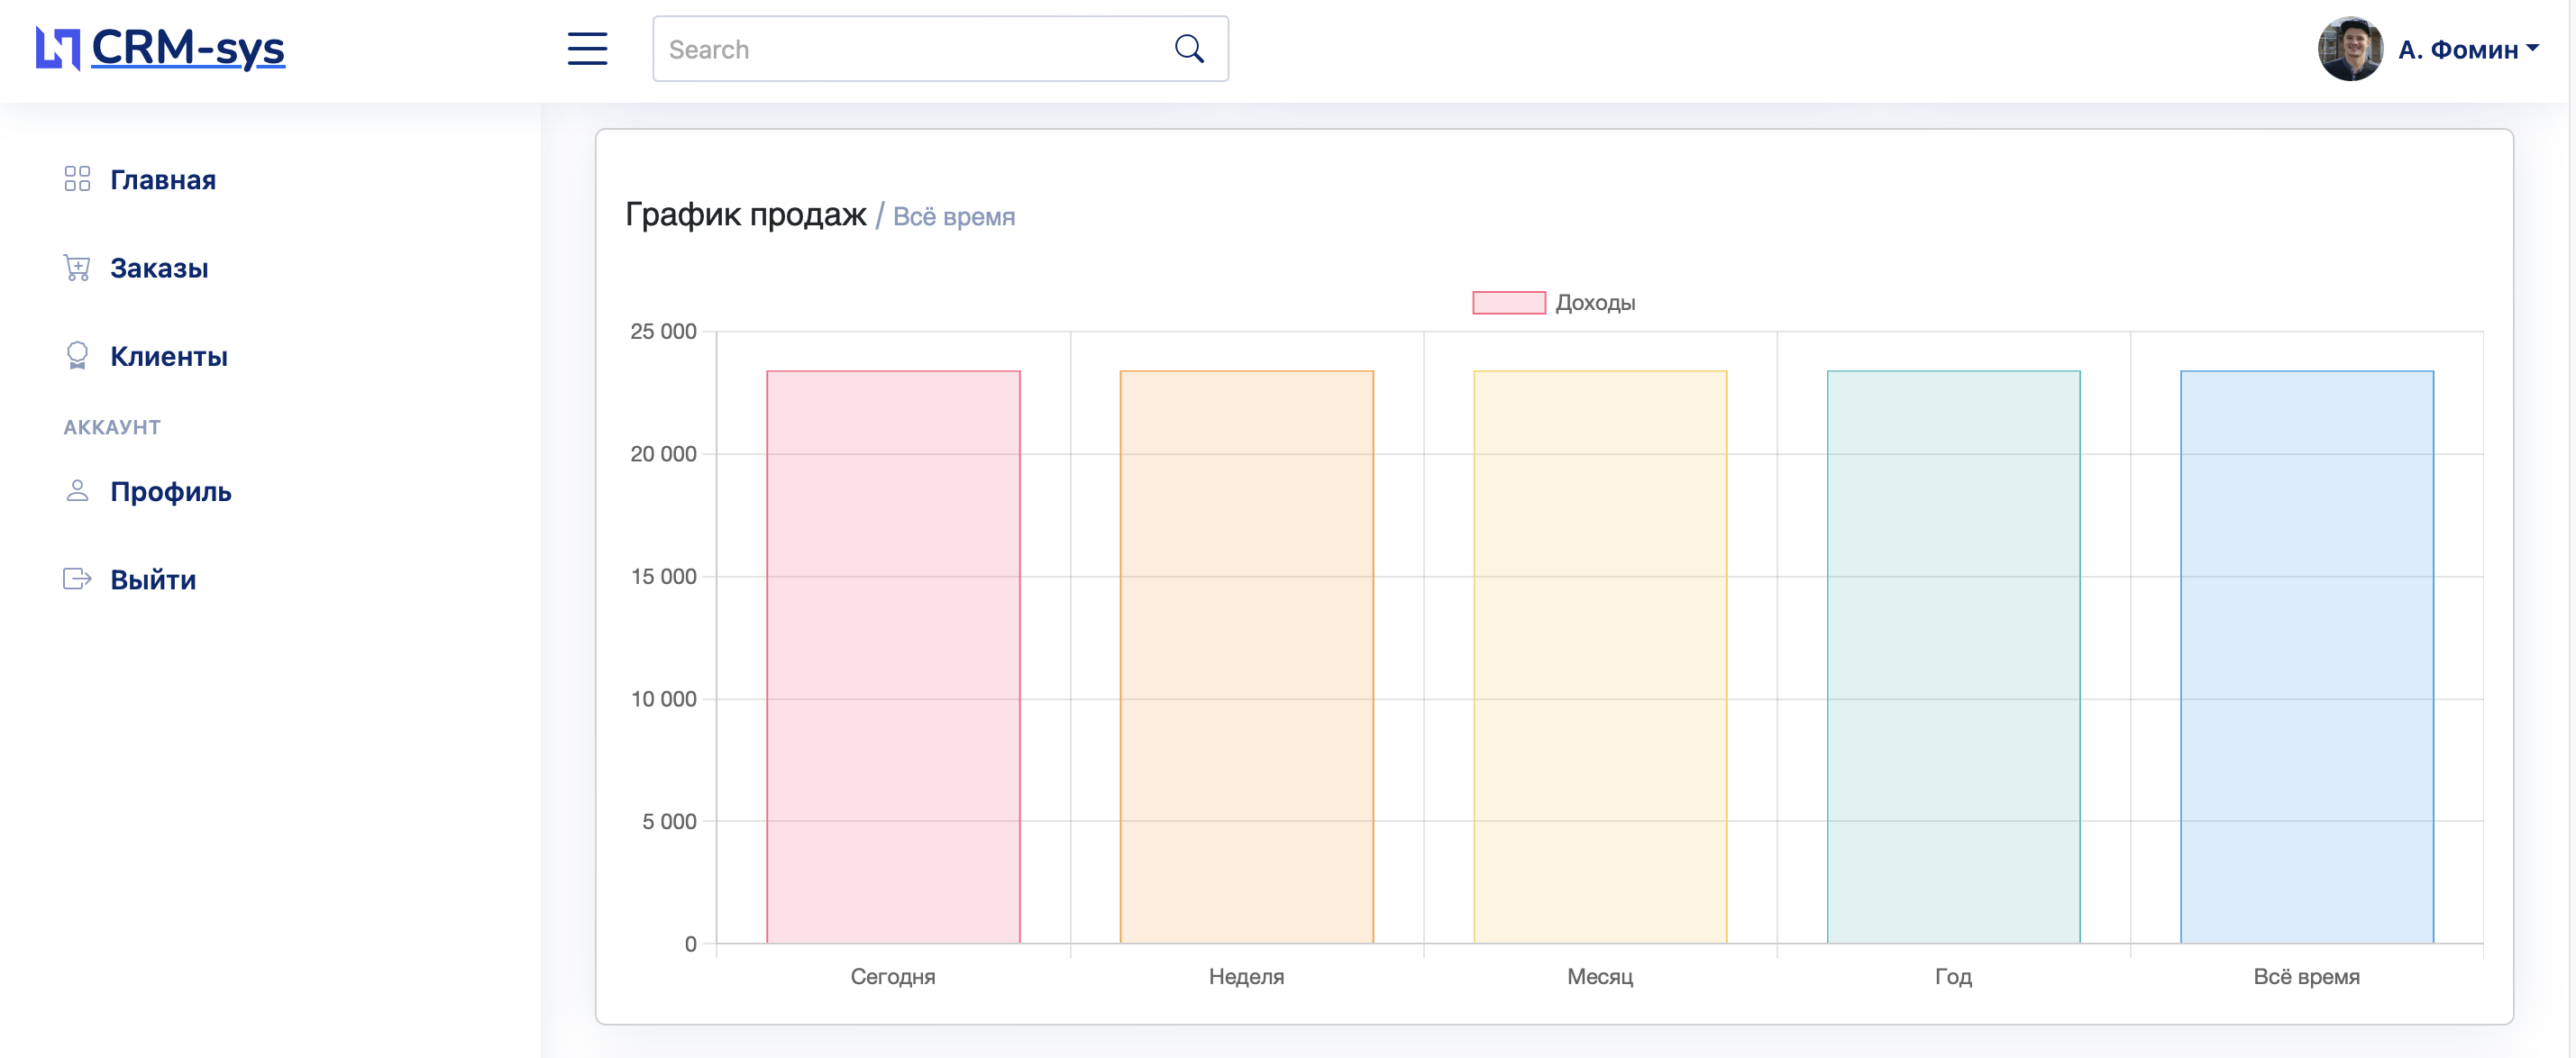 CRM-sys
Search
А. Фомин
Главная
Заказы
Клиенты
АККАУНТ
Профиль
Выйти
График продаж / Всё время
Доходы
25 000
20 000
15 000
10 000
5 000
0
Сегодня Неделя Месяц Год Всё время